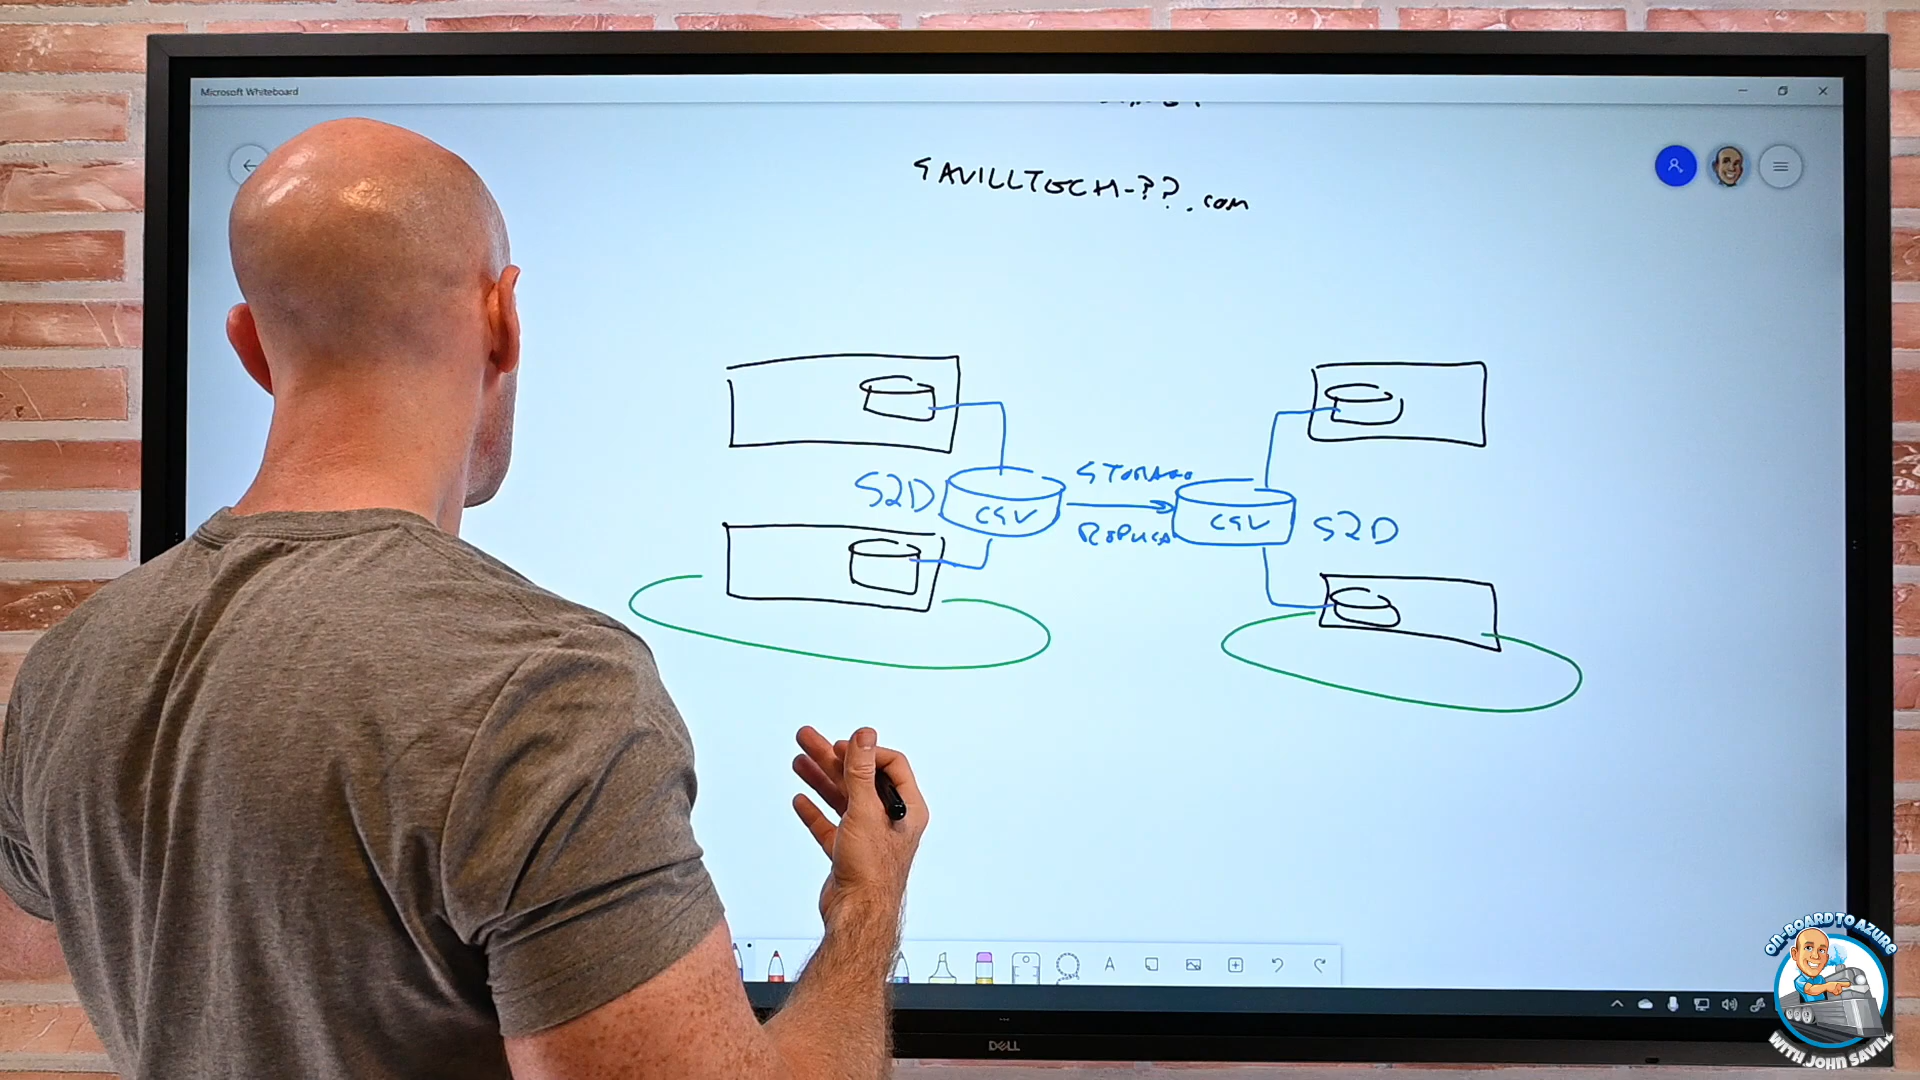 Microsoft Whiteboard
SAVILLTECH-??.com
STORAGE
S2D
CSV
CSV
S2D
REPLICA
A
DELL
ON-BOARD TO AZURE
WITH JOHN SAVILL